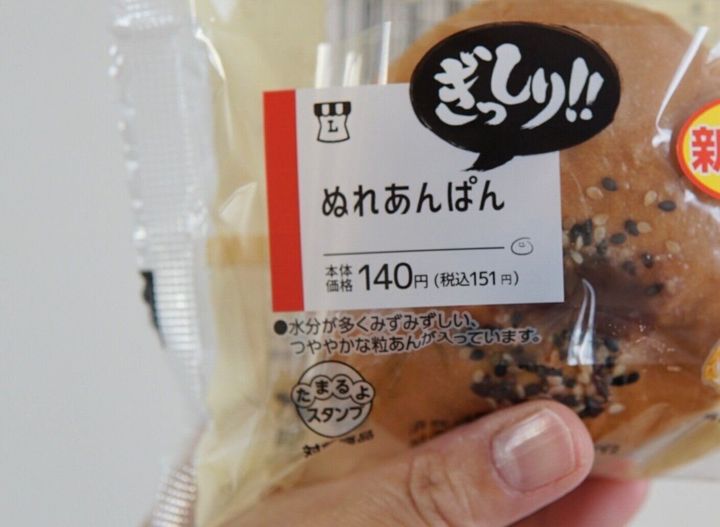 ぎっしり!!
新
L
ぬれあんぱん
本体価格 140円 (税込151円)
●水分が多くみずみずしい、
つややかな粒あんが入っています。
たまるよ
スタンプ